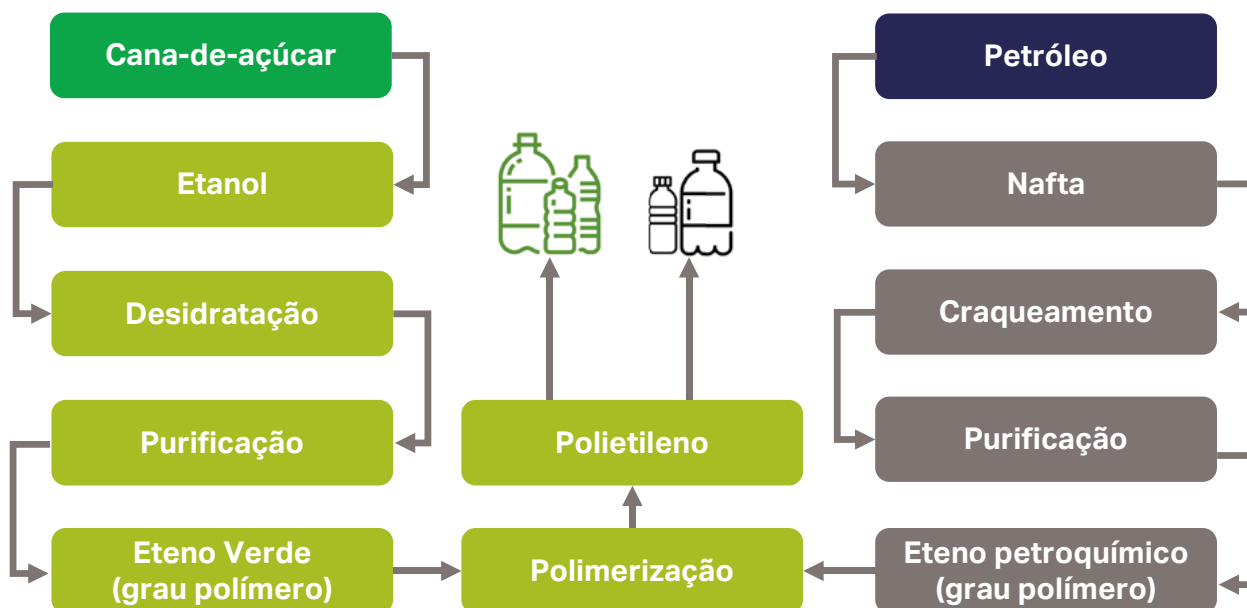 Cana-de-açúcar
Etanol
Desidratação
Purificação
Eteno Verde
(grau polímero)
Polietileno
Polimerização
Petróleo
Nafta
Craqueamento
Purificação
Eteno petroquímico
(grau polímero)